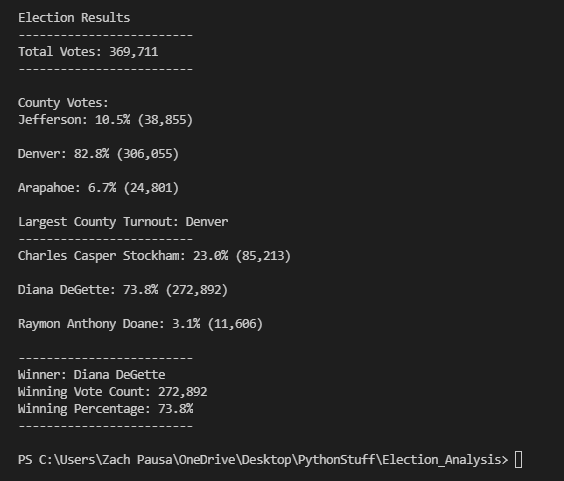 Election Results
-------------------------
Total Votes: 369,711
-------------------------
County Votes:
Jefferson: 10.5% (38,855)
Denver: 82.8% (306,055)
Arapahoe: 6.7% (24,801)
Largest County Turnout: Denver
-------------------------
Charles Casper Stockham: 23.0% (85,213)
Diana DeGette: 73.8% (272,892)
Raymon Anthony Doane: 3.1% (11,606)
-------------------------
Winner: Diana DeGette
Winning Vote Count: 272,892
Winning Percentage: 73.8%
-------------------------
PS C:\Users\Zach Pausa\OneDrive\Desktop\PythonStuff\Election_Analysis>